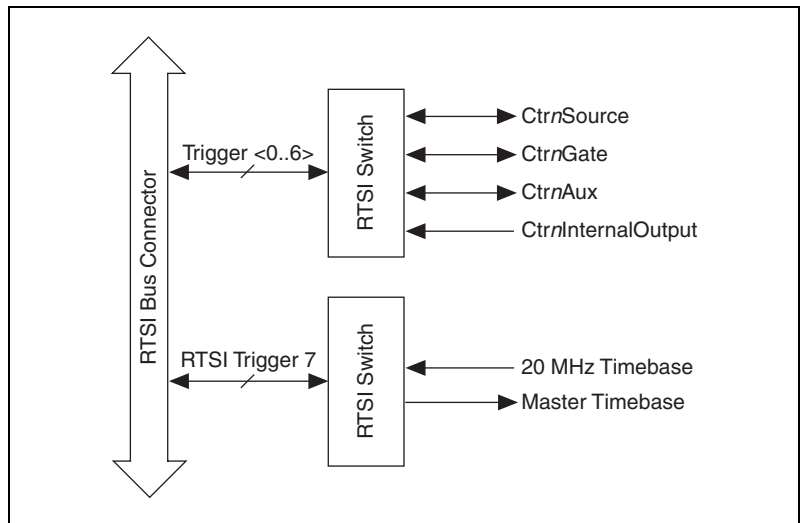 RTSI Bus Connector
Trigger <0..6>
RTSI Switch
CtrnSource
CtrnGate
CtrnAux
CtrnInternalOutput
RTSI Trigger 7
RTSI Switch
20 MHz Timebase
Master Timebase